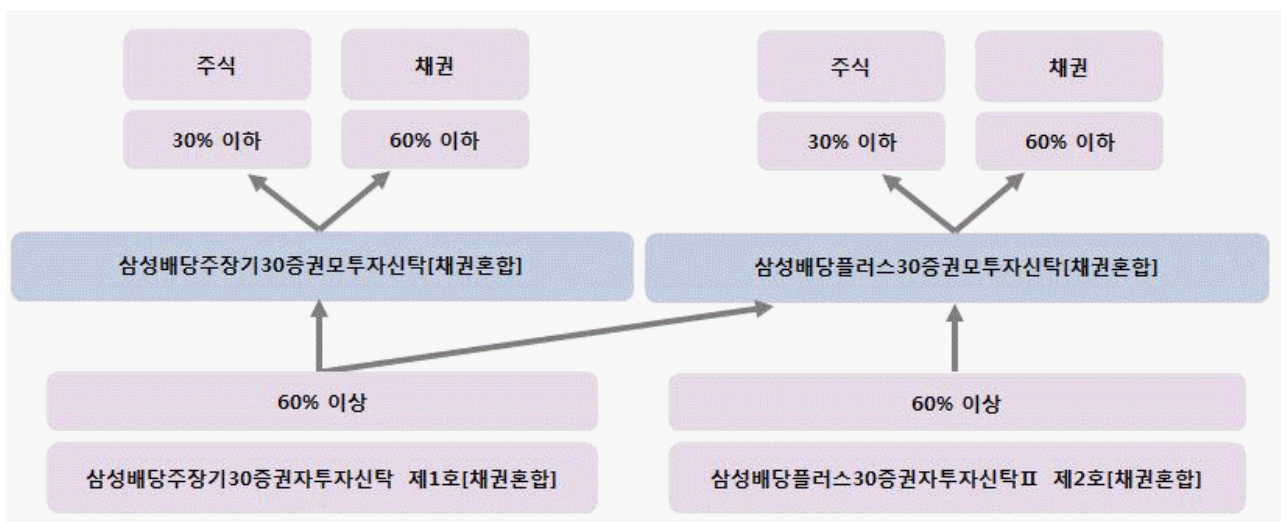 주식
채권
주식
채권
30% 이하
60% 이하
30% 이하
60% 이하
삼성배당주장기30증권모투자신탁[채권혼합]
삼성배당플러스30증권모투자신탁[채권혼합]
60% 이상
60% 이상
삼성배당주장기30증권자투자신탁 제1호[채권혼합]
삼성배당플러스30증권자투자신탁Ⅱ 제2호[채권혼합]